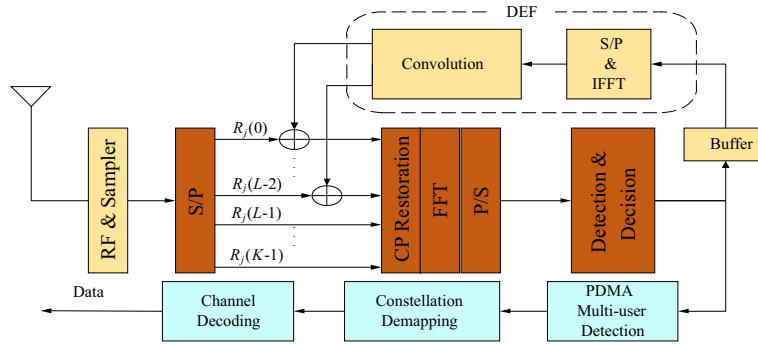 DEF
Convolution
S/P
&
IFFT
Buffer
RF & Sampler
S/P
R_j(0)
R_j(L-2)
R_j(L-1)
R_j(K-1)
CP Restoration
FFT
P/S
Detection &
Decision
Data
Channel
Decoding
Constellation
Demapping
PDMA
Multi-user
Detection